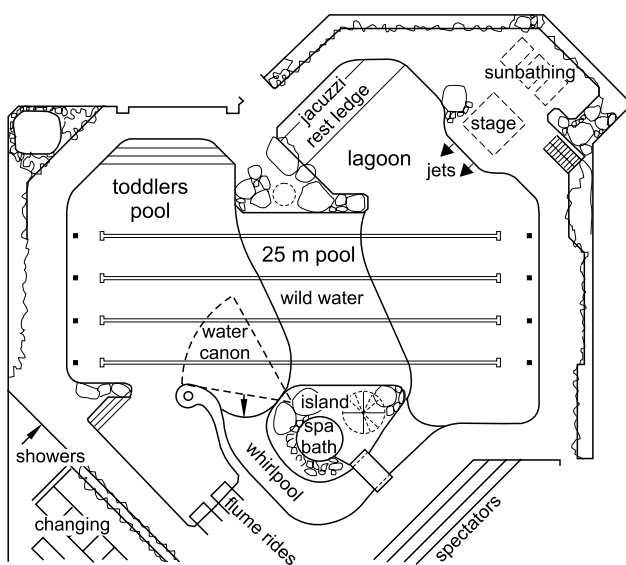 sunbathing
jacuzzi
rest ledge
stage
lagoon
jets
toddlers
pool
25 m pool
wild water
water
canon
island
spa
bath
showers
whirlpool
changing
flume rides
spectators